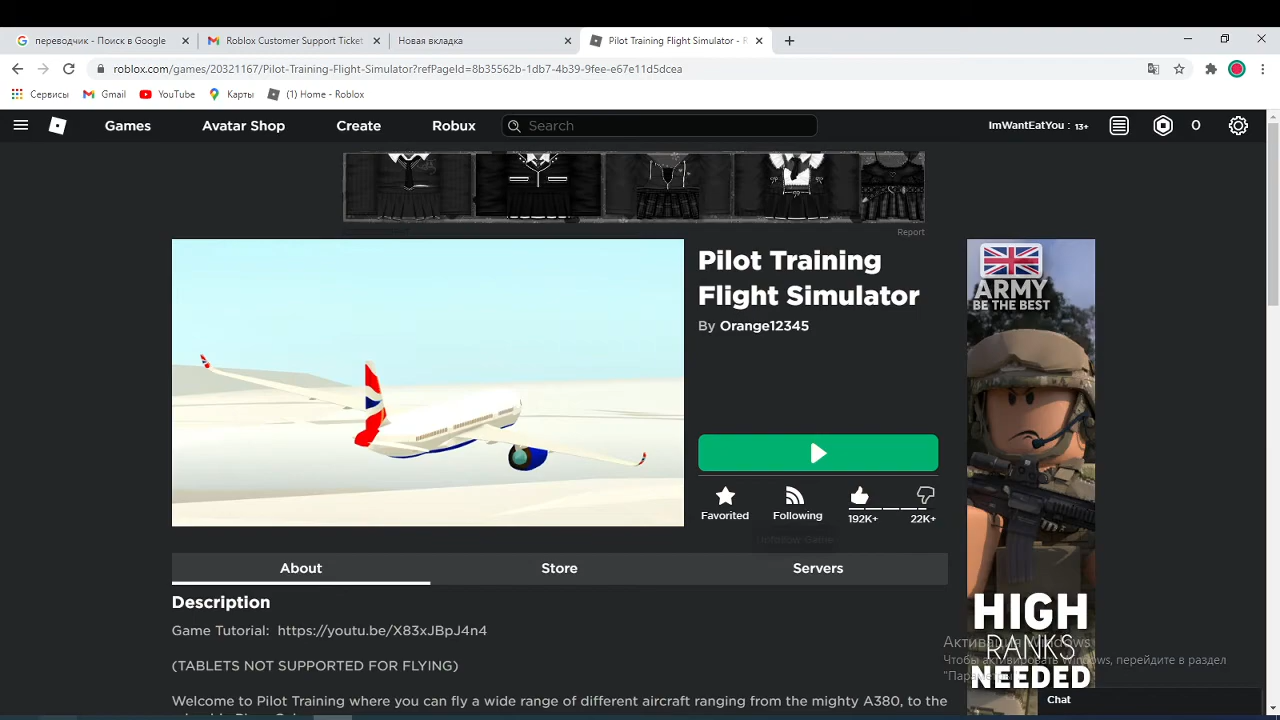 переводчик - Поиск в Google
Roblox Customer Support Ticket
Новая вкладка
Pilot Training Flight Simulator - R
roblox.com/games/20321167/Pilot-Training-Flight-Simulator?refPageId=8b35562b-1db7-4b39-9fee-e67e11d5dcea
Сервисы
Gmail
YouTube
Карты
(1) Home - Roblox
Games
Avatar Shop
Create
Robux
Search
ImWantEatYou : 13+
0
Report
Pilot Training
Flight Simulator
By Orange12345
ARMY
BE THE BEST
Favorited
Following
192K+
22K+
Unfollow Game
About
Store
Servers
Description
Game Tutorial: https://youtu.be/X83xJBpJ4n4
(TABLETS NOT SUPPORTED FOR FLYING)
Welcome to Pilot Training where you can fly a wide range of different aircraft ranging from the mighty A380, to the
HIGH
RANKS
NEEDED
Активация Windows
Чтобы активировать Windows, перейдите в раздел
"Параметры".
Chat